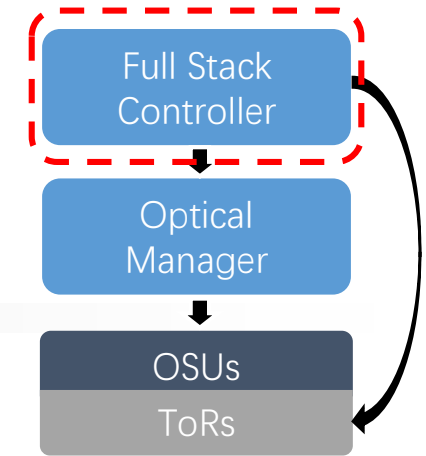 Full Stack
Controller
Optical
Manager
OSUs
ToRs